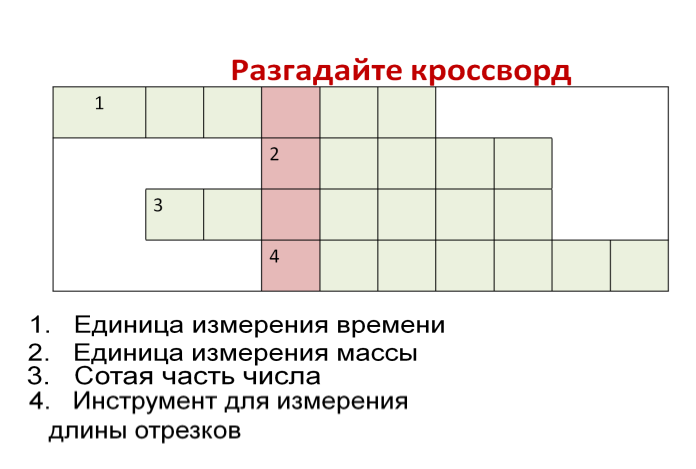 Разгадайте кроссворд
1
2
3
4
1. Единица измерения времени
2. Единица измерения массы
3. Сотая часть числа
4. Инструмент для измерения
длины отрезков